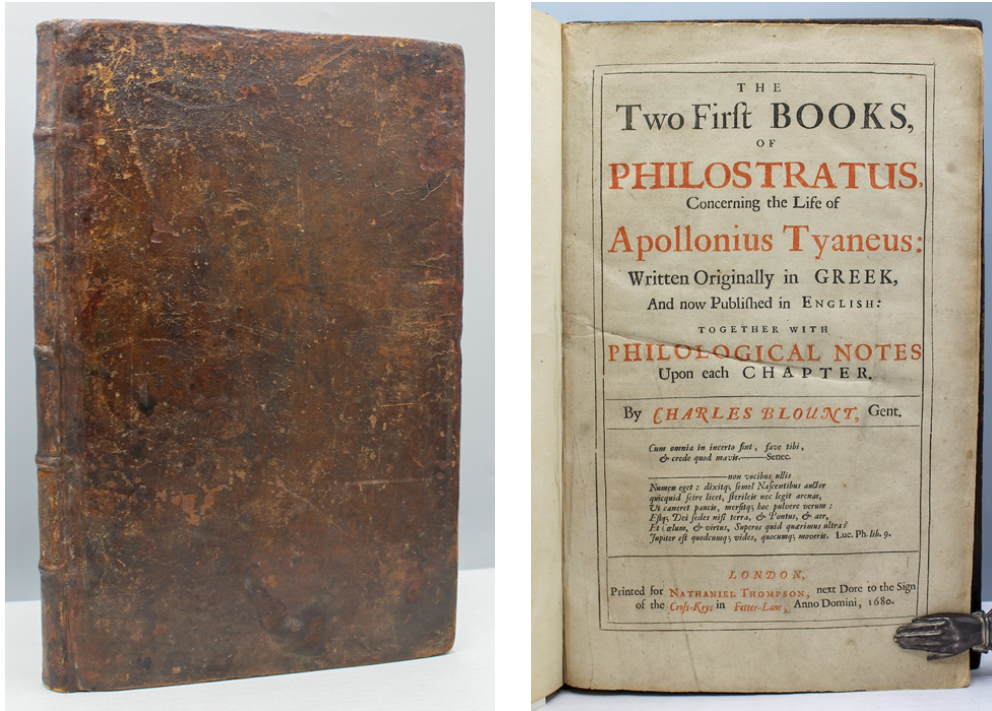 THE
Two Firſt BOOKS,
OF
PHILOSTRATUS,
Concerning the Life of
Apollonius Tyaneus:
Written Originally in GREEK,
And now Publiſhed in ENGLISH:
TOGETHER WITH
PHILOLOGICAL NOTES
Upon each CHAPTER.
By CHARLES BLOUNT, Gent.
Cum omnia in incerto ſint, fave tibi,
& crede quod mavis.——Senec.
————non vocibus ullis
Numen eget: dixitq; ſemel Naſcentibus auctor
quicquid ſcire licet, ſterileis nec legit arenas,
Ut caneret paucis, merſitq; hoc pulvere verum:
Eſtq; Dei ſedes niſi terra, & Pontus, & aer,
Et Cœlum, & virtus, Superos quid quærimus ultra?
Jupiter eſt quodcumq; vides, quocumq; moveris. Luc. Ph. lib. 9.
LONDON,
Printed for NATHANIEL THOMPSON, next Dore to the Sign
of the Croſs-Keys in Fetter-Lane, Anno Domini, 1680.